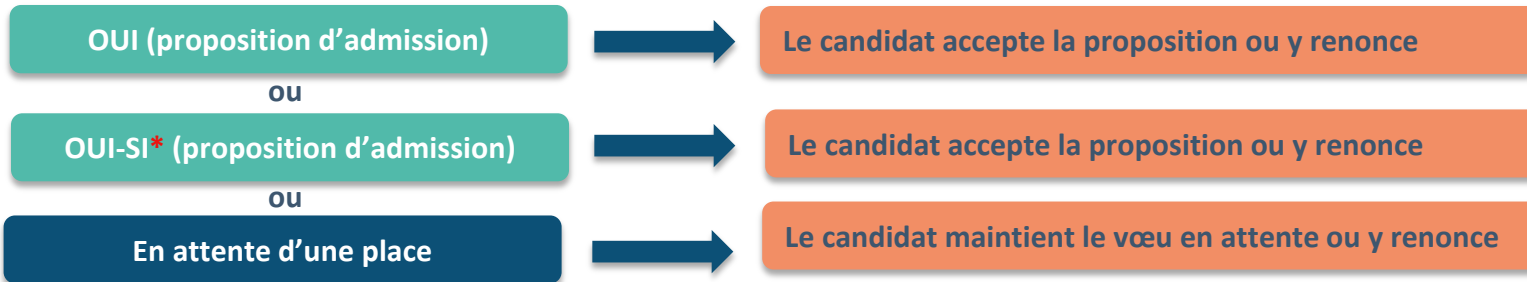 OUI (proposition d’admission)
Le candidat accepte la proposition ou y renonce
ou
OUI-SI* (proposition d’admission)
Le candidat accepte la proposition ou y renonce
ou
En attente d’une place
Le candidat maintient le vœu en attente ou y renonce